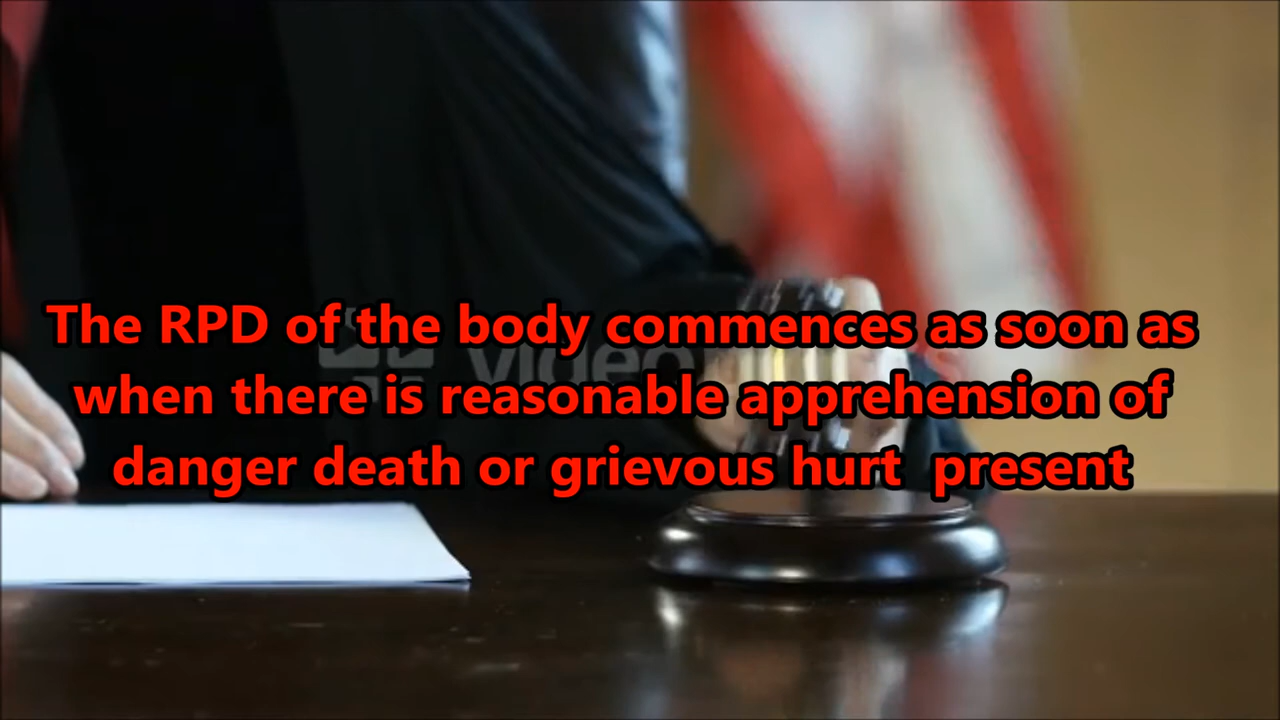 The RPD of the body commences as soon as
when there is reasonable apprehension of
danger death or grievous hurt  present
video